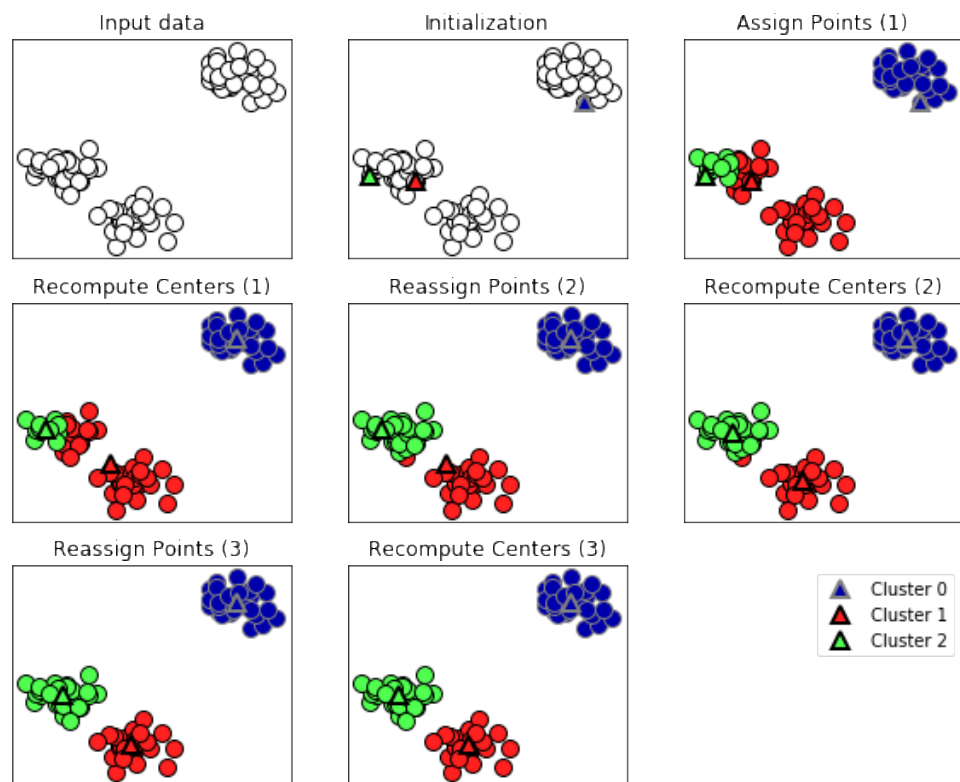 Input data
Initialization
Assign Points (1)
Recompute Centers (1)
Reassign Points (2)
Recompute Centers (2)
Reassign Points (3)
Recompute Centers (3)
Cluster 0
Cluster 1
Cluster 2